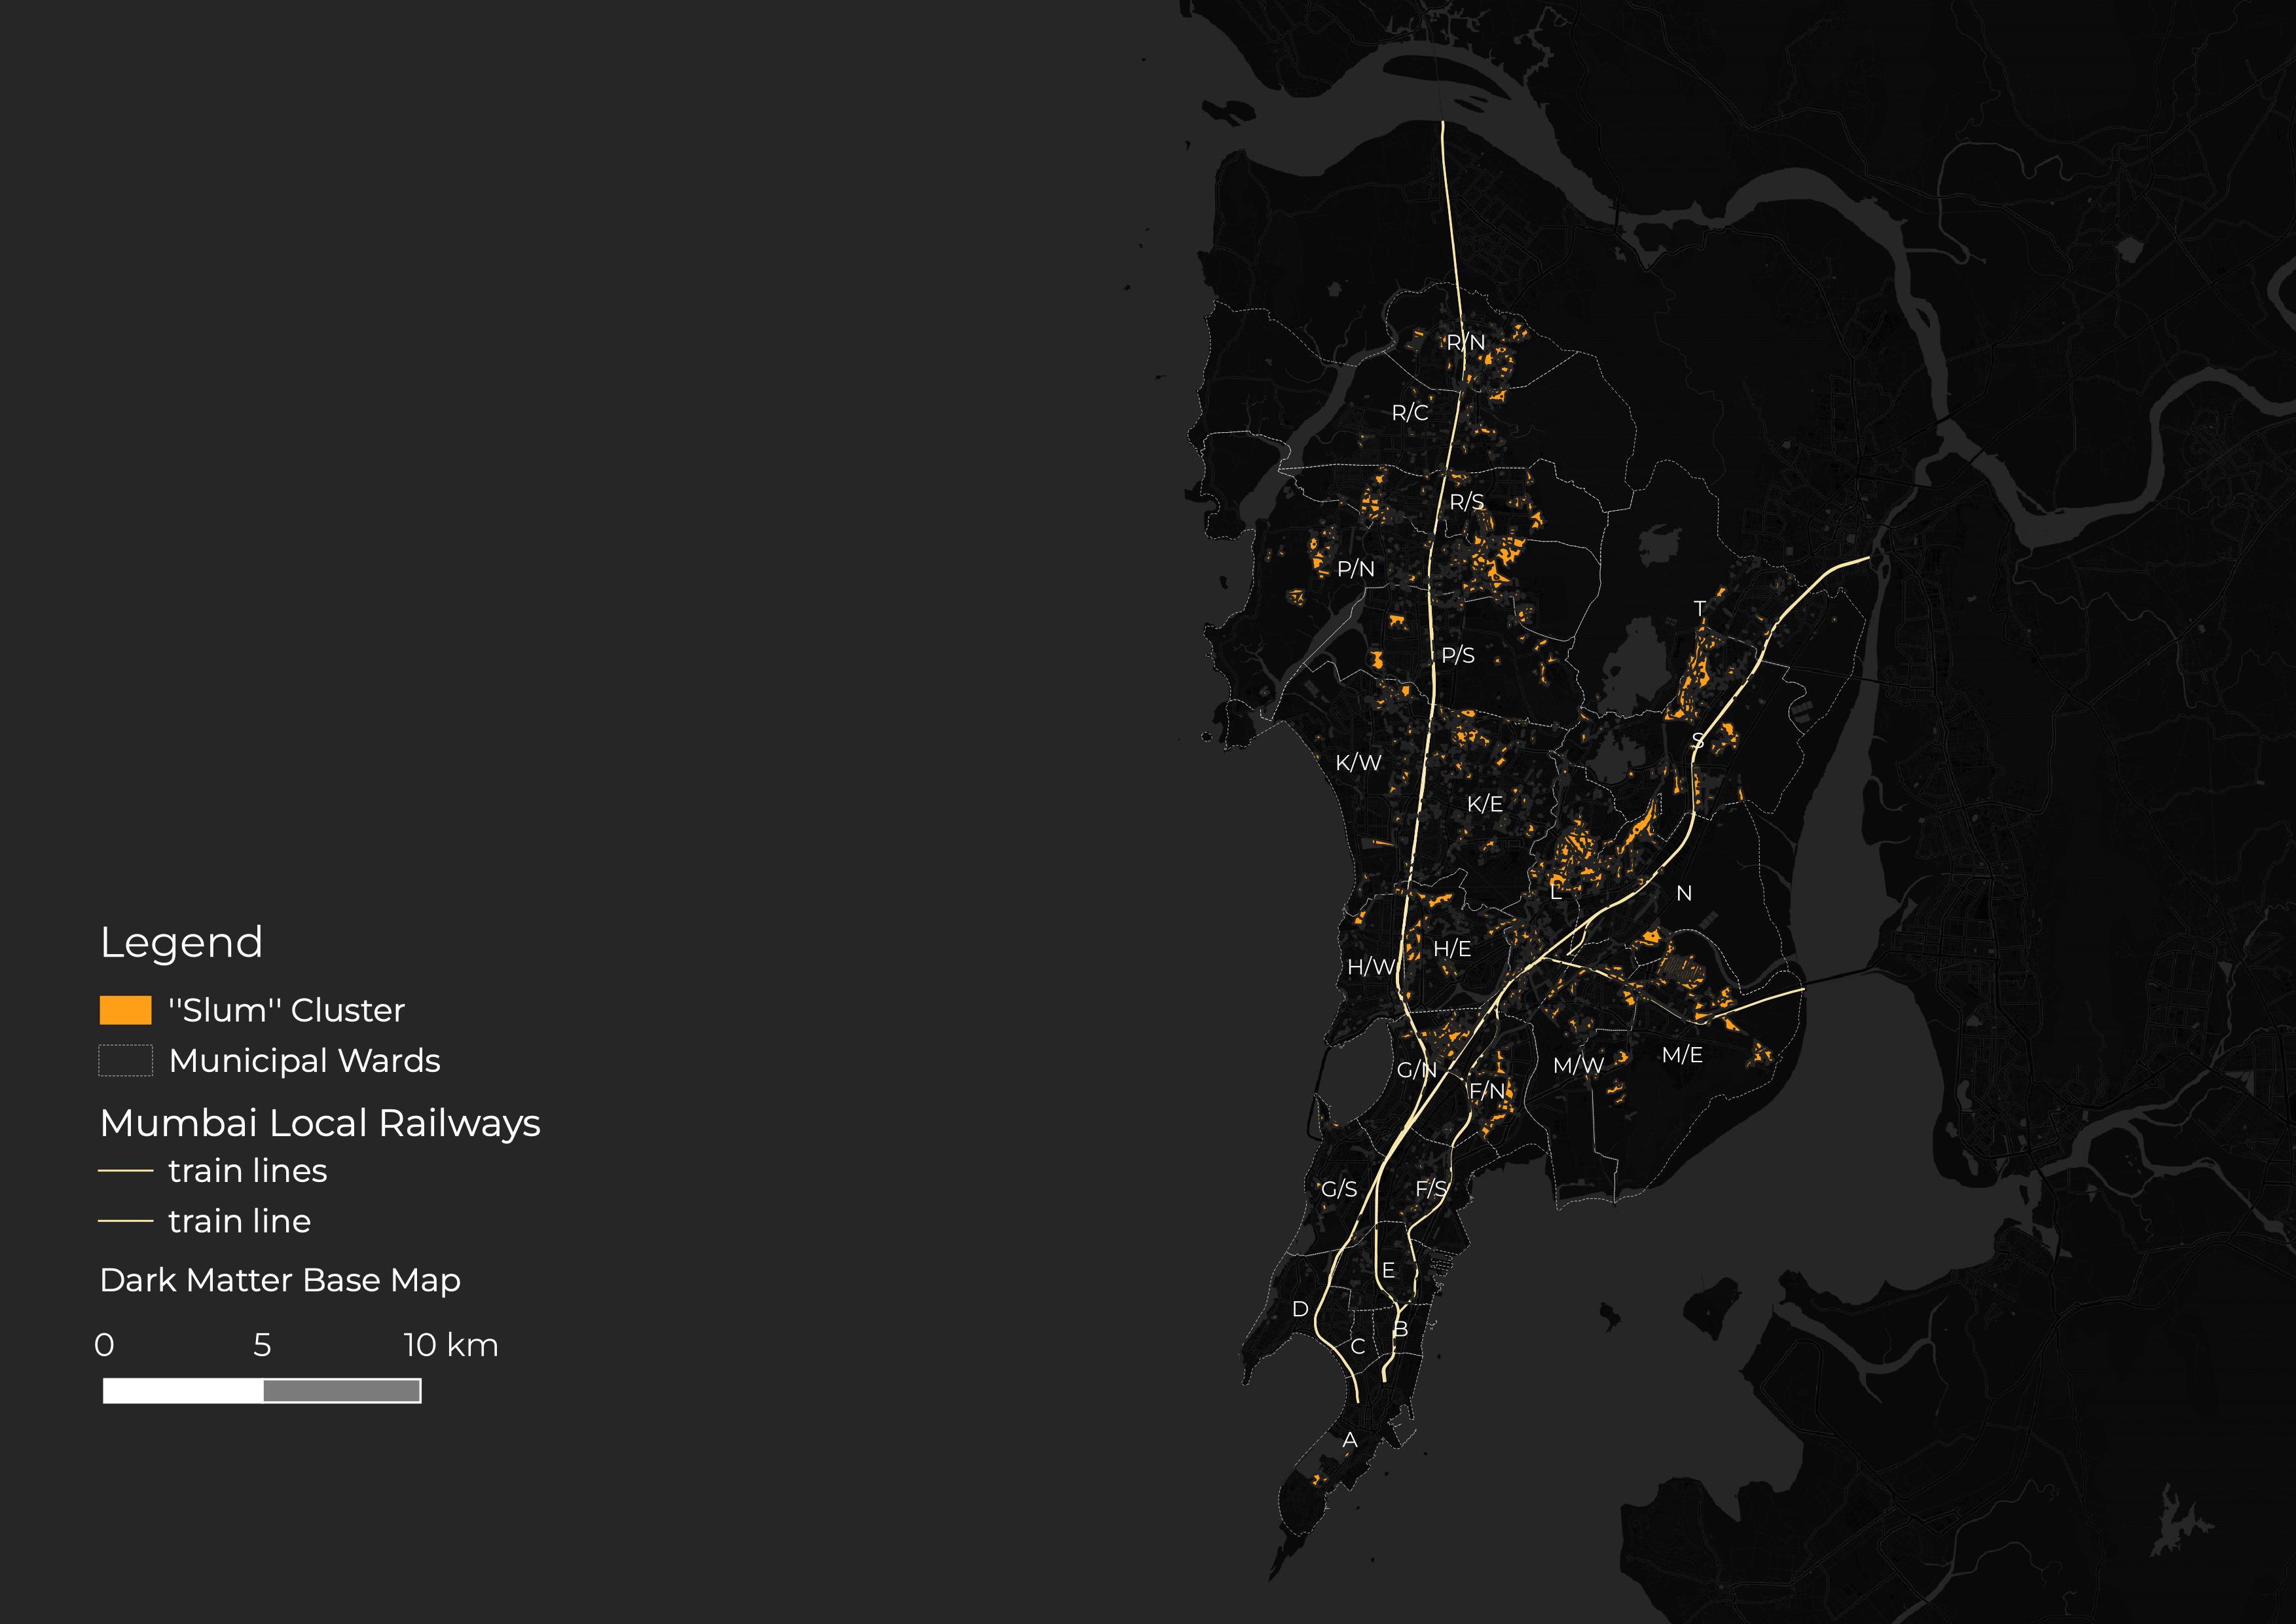 R/N
R/C
R/S
P/N
T
P/S
S
K/W
K/E
L
N
H/E
H/W
G/N
M/W
M/E
F/N
G/S
F/S
E
D
B
C
A
Legend
"Slum" Cluster
Municipal Wards
Mumbai Local Railways
train lines
train line
Dark Matter Base Map
0 5 10 km